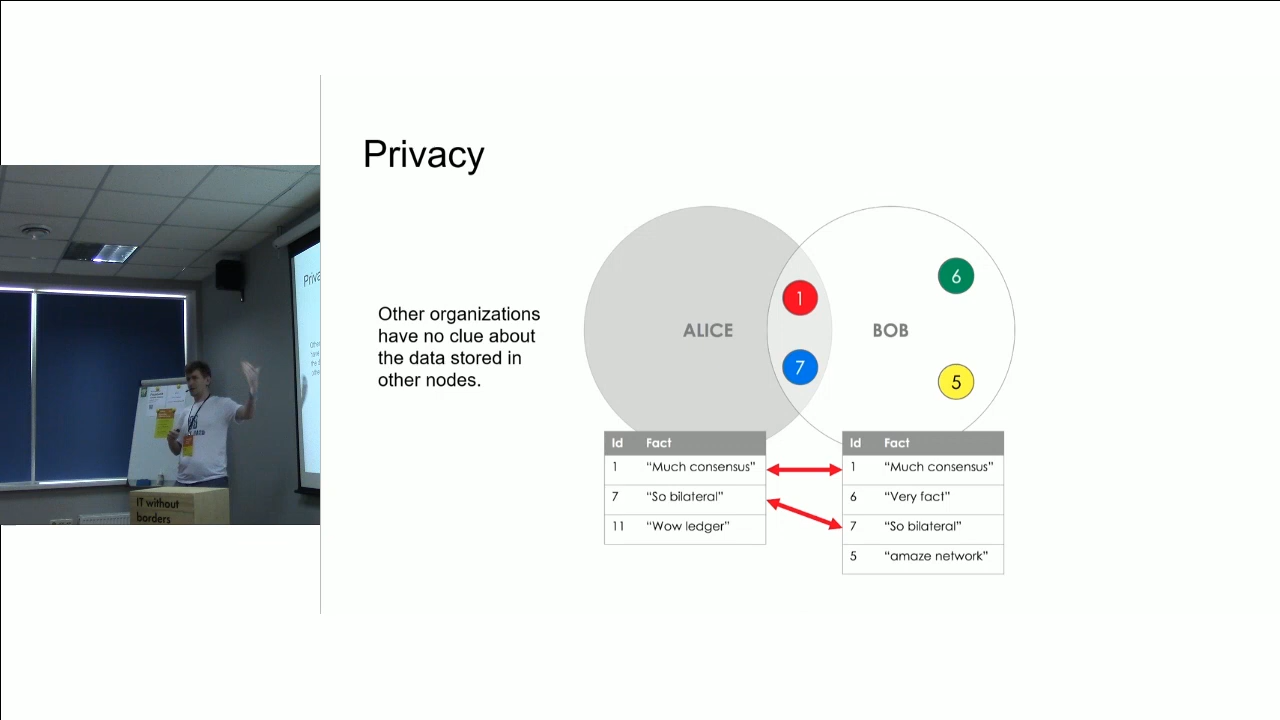 Privacy
Other organizations
have no clue about
the data stored in
other nodes.
ALICE
BOB
1
7
6
5
Id Fact
1 “Much consensus”
7 “So bilateral”
11 “Wow ledger”
Id Fact
1 “Much consensus”
6 “Very fact”
7 “So bilateral”
5 “amaze network”
IT without
borders